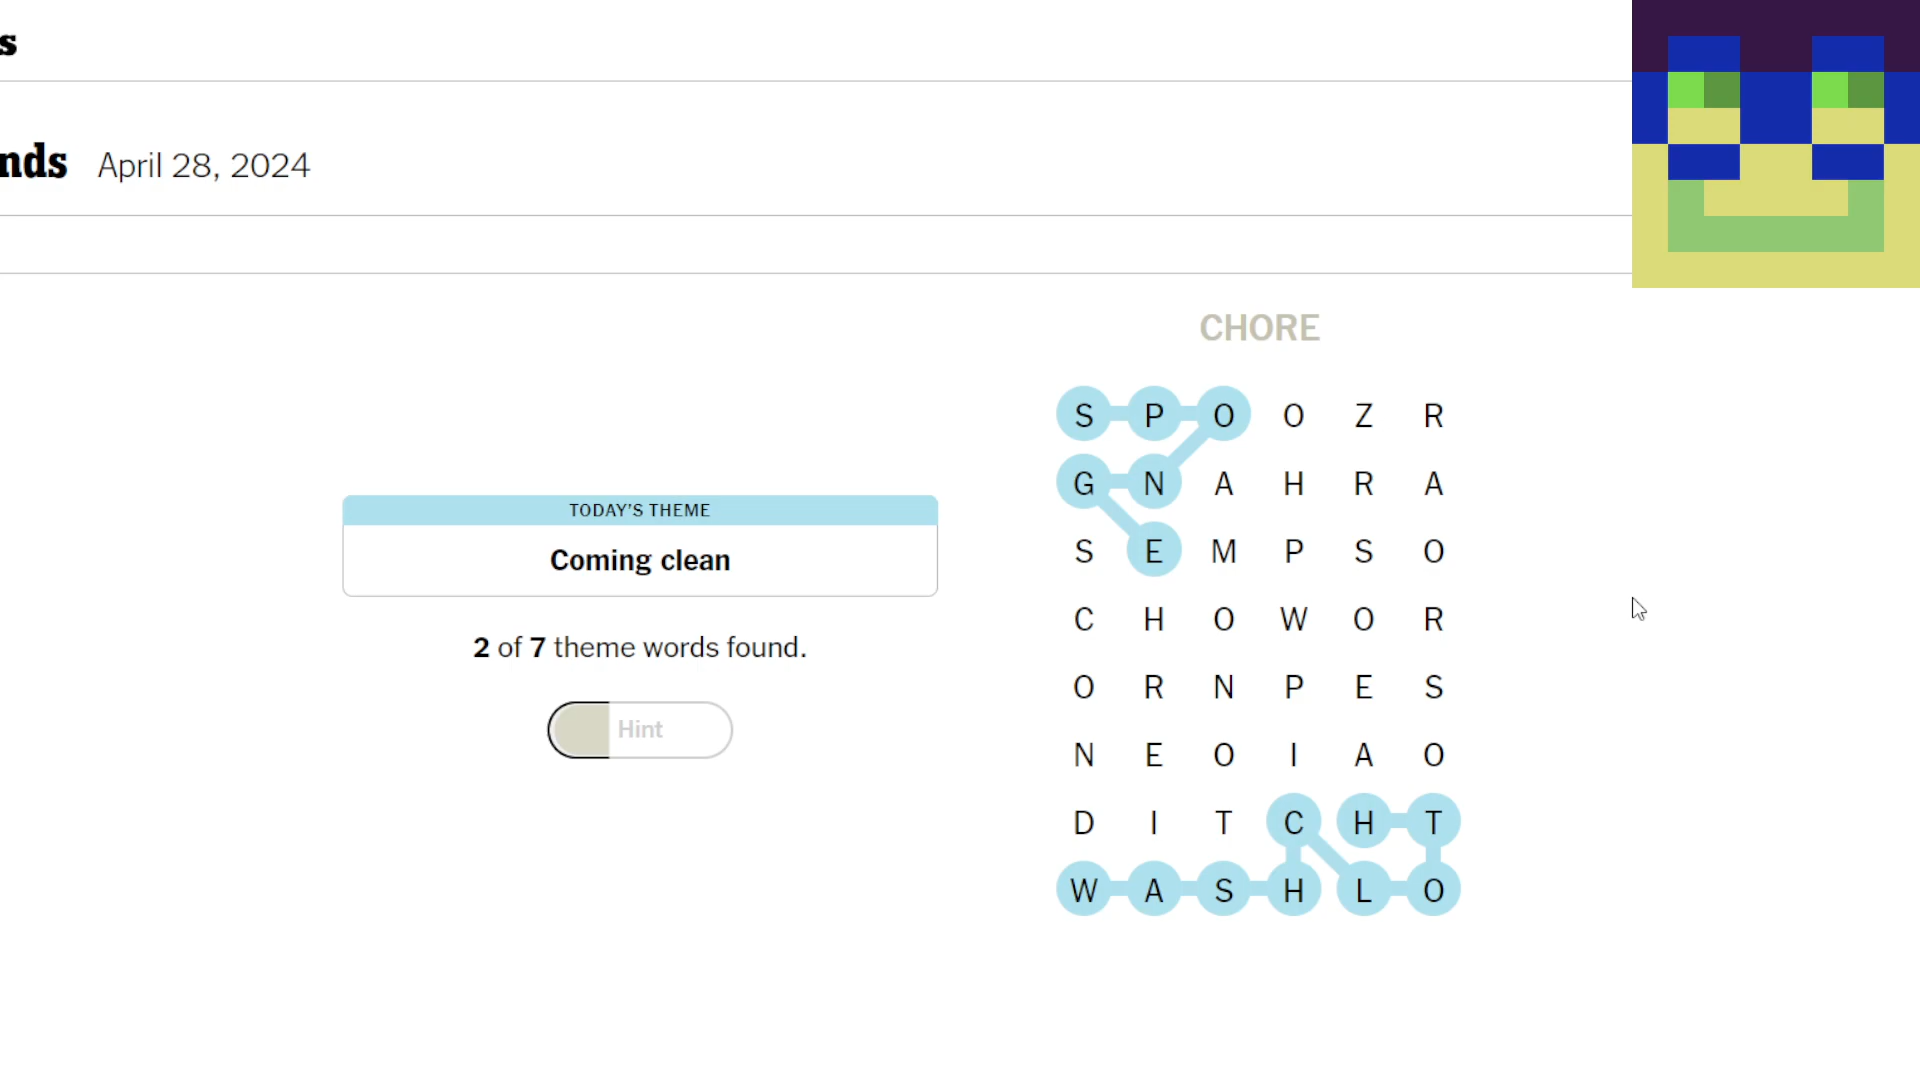 s
nds April 28, 2024
TODAY'S THEME
Coming clean
2 of 7 theme words found.
Hint
CHORE
S P O O Z R
G N A H R A
S E M P S O
C H O W O R
O R N P E S
N E O I A O
D I T C H T
W A S H L O